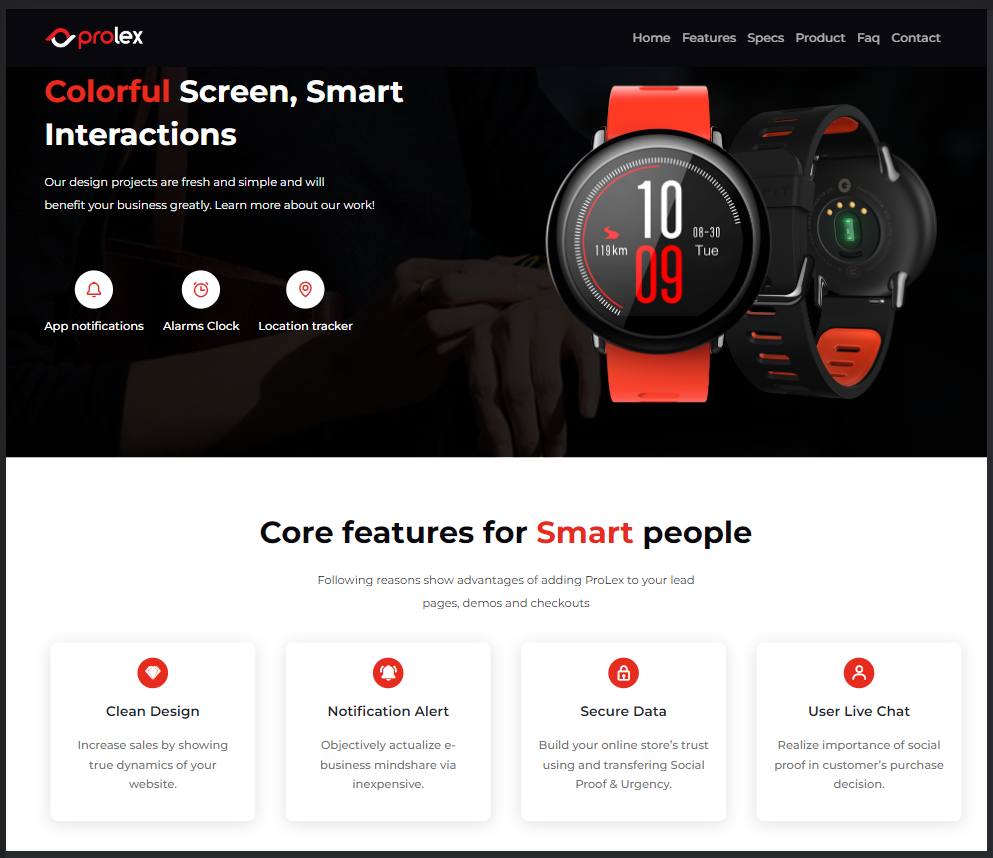 prolex
Home Features Specs Product Faq Contact
Colorful Screen, Smart
Interactions
Our design projects are fresh and simple and will
benefit your business greatly. Learn more about our work!
App notifications Alarms Clock Location tracker
10
09
119km
08-30
Tue
Core features for Smart people
Following reasons show advantages of adding ProLex to your lead
pages, demos and checkouts
Clean Design
Increase sales by showing
true dynamics of your
website.
Notification Alert
Objectively actualize e-
business mindshare via
inexpensive.
Secure Data
Build your online store’s trust
using and transfering Social
Proof & Urgency.
User Live Chat
Realize importance of social
proof in customer’s purchase
decision.